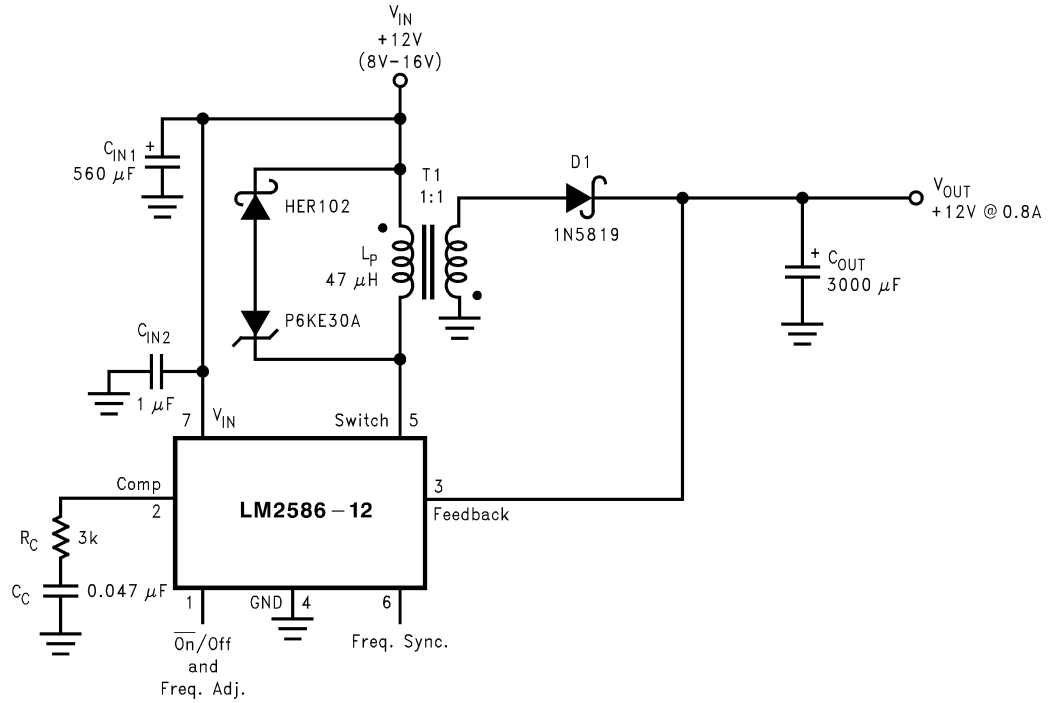 V_IN
+12V
(8V–16V)
C_IN1 +
560 μF
HER102
T1
1:1
D1
1N5819
V_OUT
+12V @ 0.8A
L_P
47 μH
+ C_OUT
3000 μF
P6KE30A
C_IN2
1 μF
7 V_IN
Switch 5
Comp
2
LM2586–12
3
Feedback
R_C 3k
C_C 0.047 μF
1
GND 4
6
O̅n̅/Off
and
Freq. Adj.
Freq. Sync.